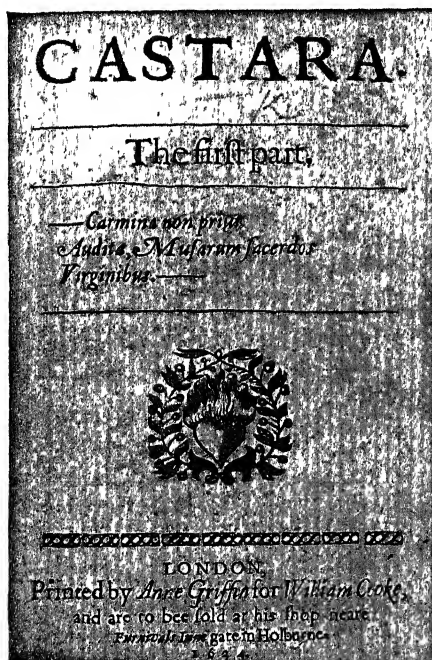 CASTARA.
The first part,
—Carmina non prius
Audita, Musarum sacerdos
Virginibus.—
LONDON,
Printed by Anne Griffin for William Cooke,
and are to bee sold at his shop neare
Furnivals Inne gate in Holburne.